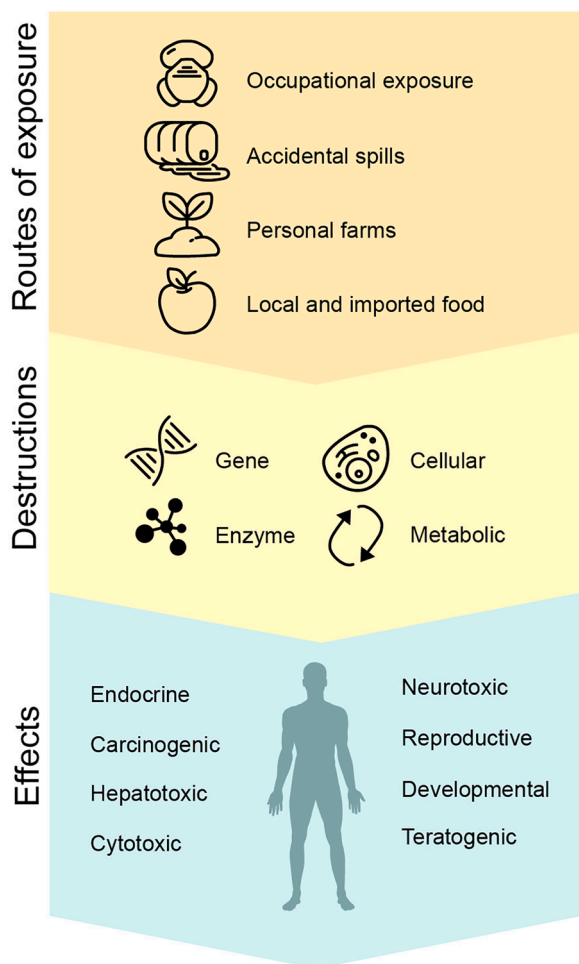 Routes of exposure
Occupational exposure
Accidental spills
Personal farms
Local and imported food
Destructions
Gene
Cellular
Enzyme
Metabolic
Effects
Endocrine
Neurotoxic
Carcinogenic
Reproductive
Hepatotoxic
Developmental
Cytotoxic
Teratogenic